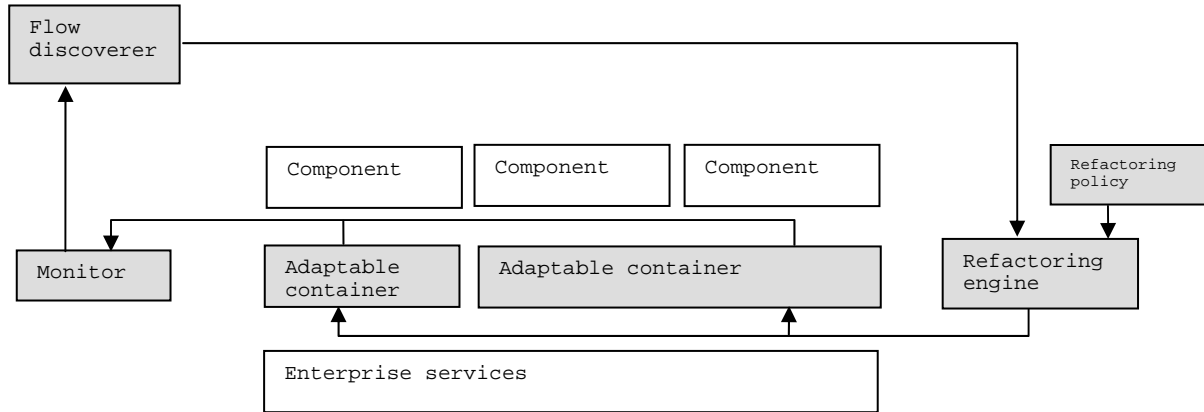 Flow
discoverer
Component
Component
Component
Refactoring
policy
Monitor
Adaptable
container
Adaptable container
Refactoring
engine
Enterprise services